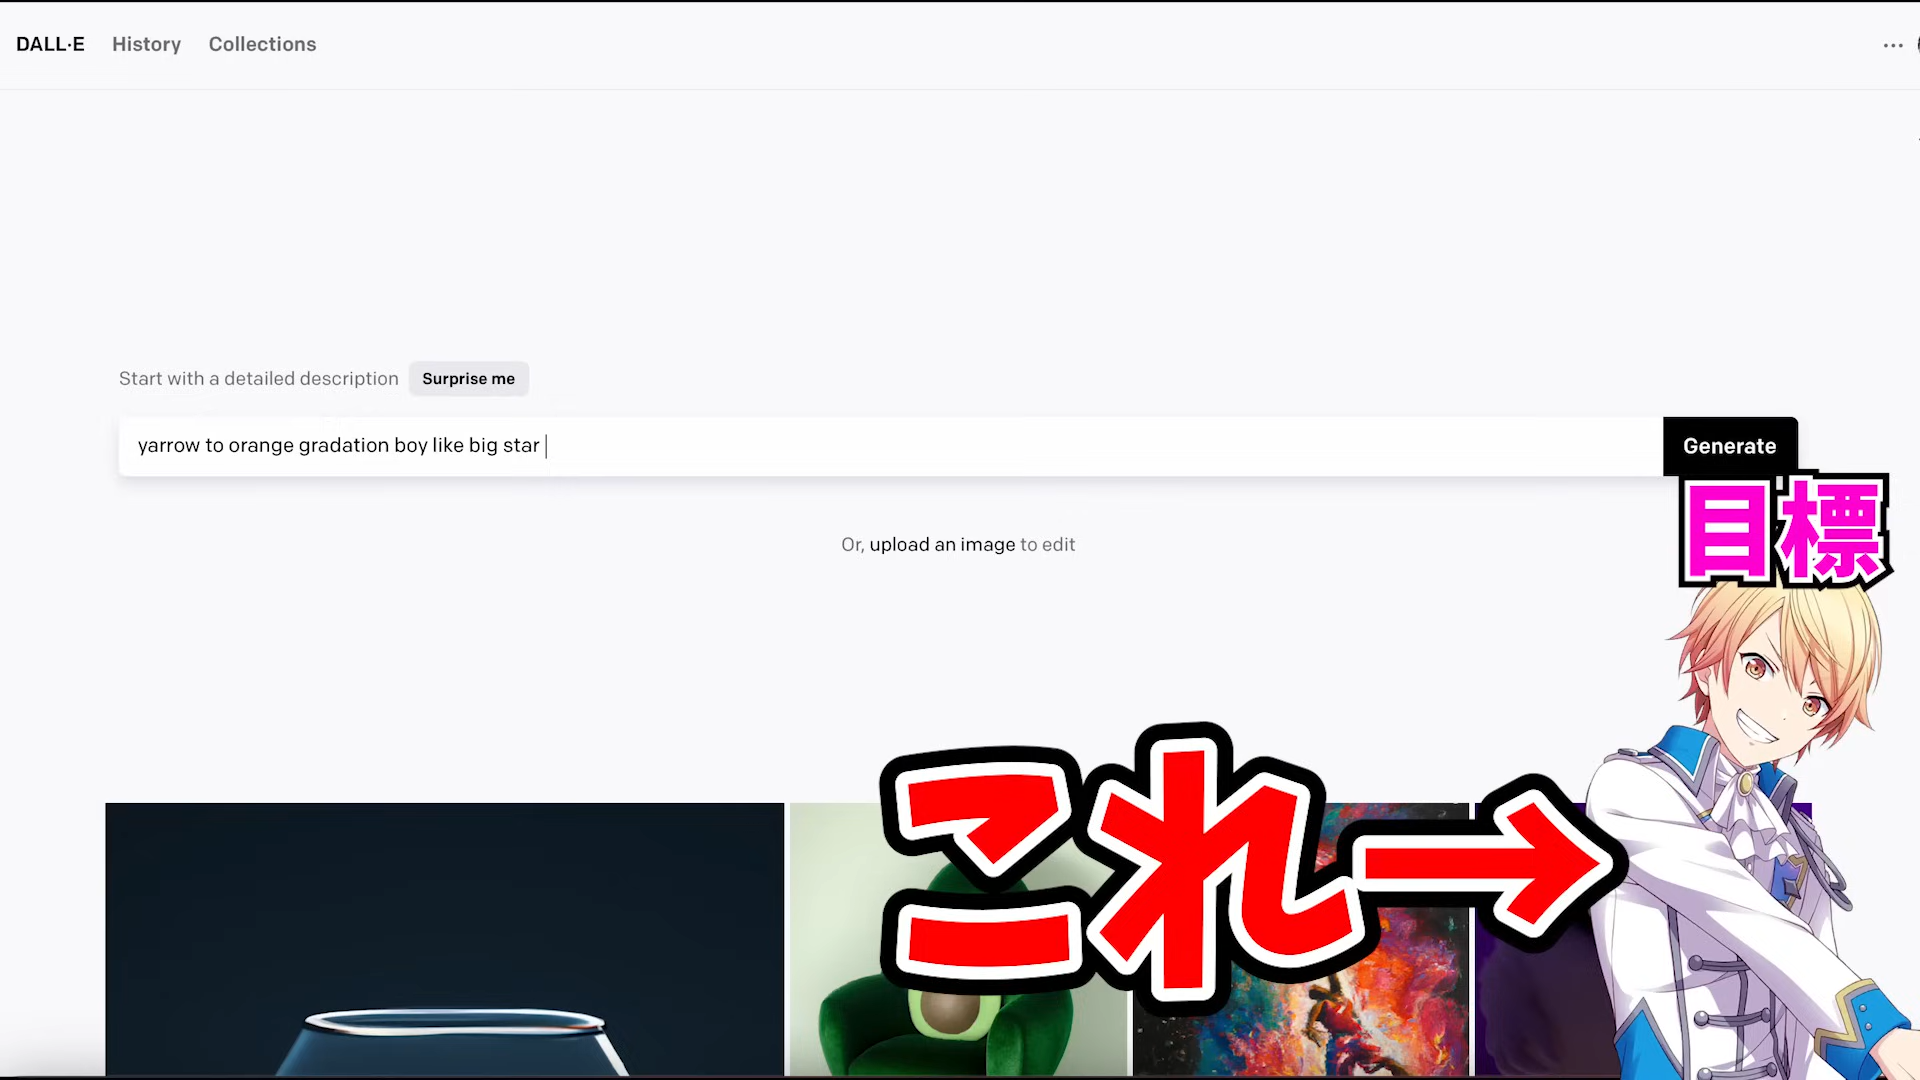 DALL·E History Collections ...
Start with a detailed description Surprise me
yarrow to orange gradation boy like big star
Generate
目標
Or, upload an image to edit
これ→